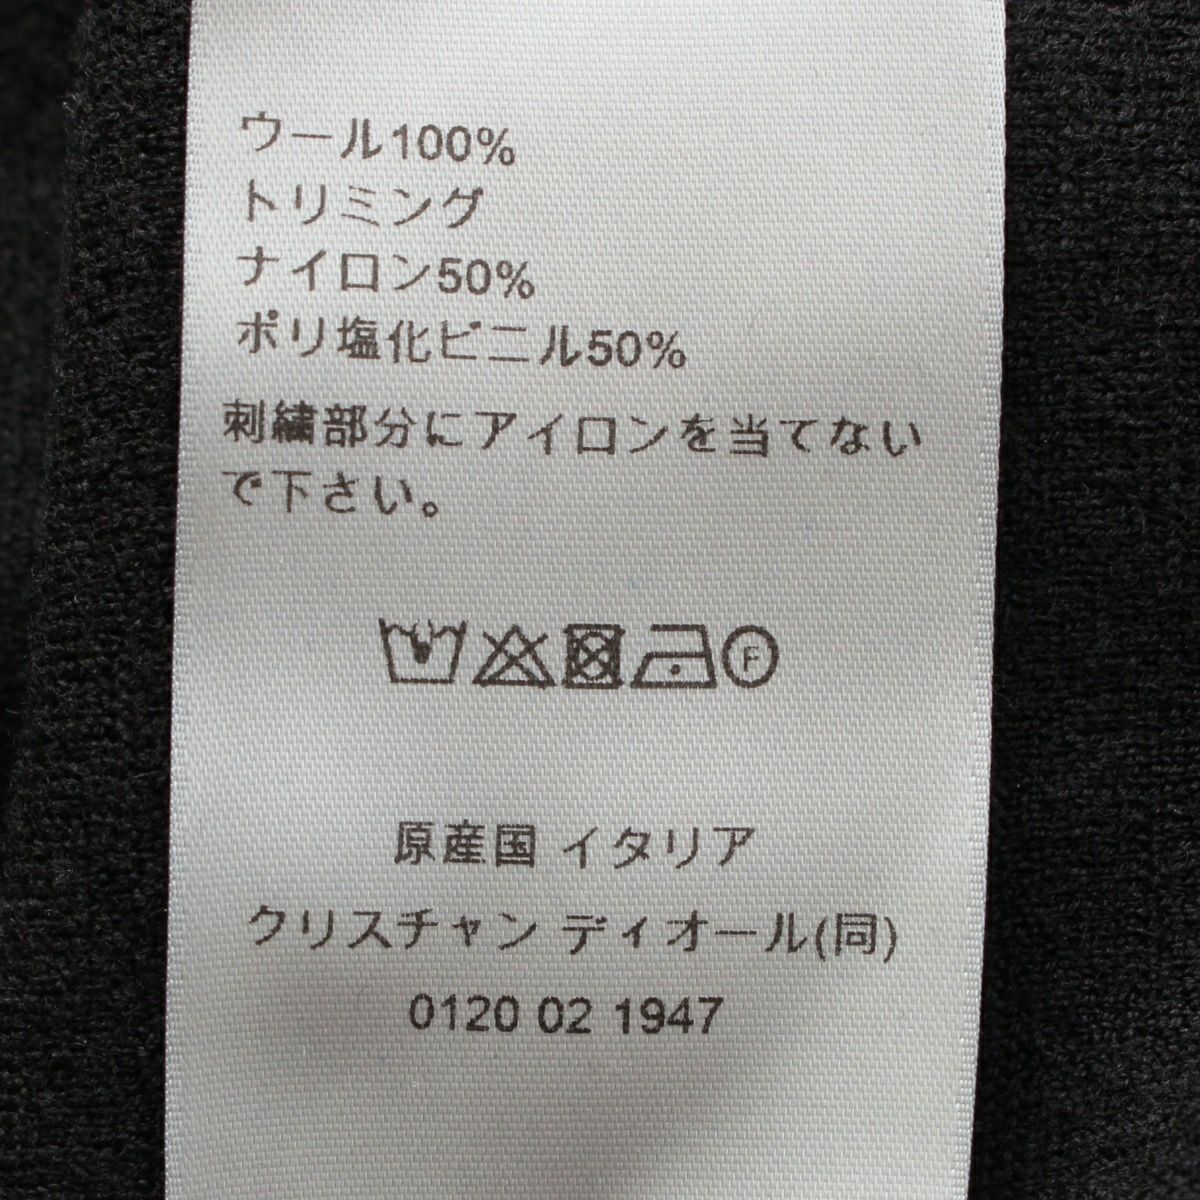 ウール100%
トリミング
ナイロン50%
ポリ塩化ビニル50%
刺繍部分にアイロンを当てない
で下さい。
F
原産国 イタリア
クリスチャン ディオール(同)
0120 02 1947